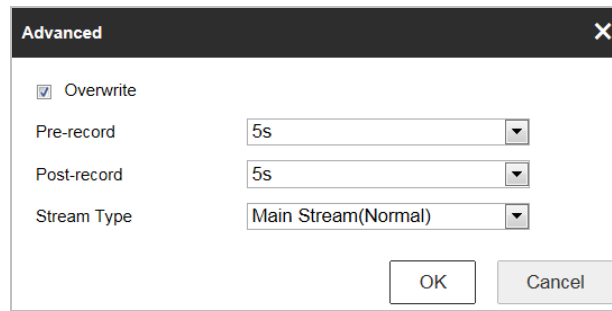 Advanced
Overwrite
Pre-record 5s
Post-record 5s
Stream Type Main Stream(Normal)
OK Cancel